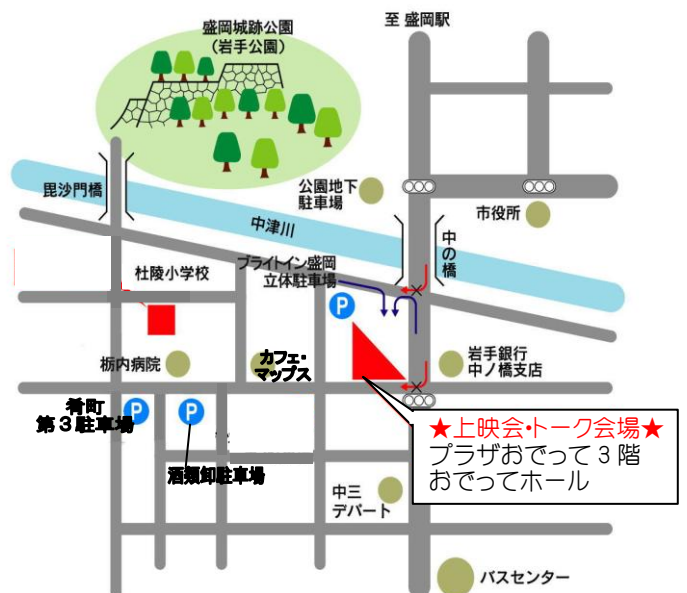 盛岡城跡公園
(岩手公園)
至 盛岡駅
毘沙門橋
公園地下
駐車場
市役所
中津川
中の橋
ブライトイン盛岡
立体駐車場
杜陵小学校
P
栃内病院
カフェ・
マップス
岩手銀行
中ノ橋支店
肴町
第3駐車場
P
P
酒類卸駐車場
★上映会・トーク会場★
プラザおでって3階
おでってホール
中三
デパート
バスセンター